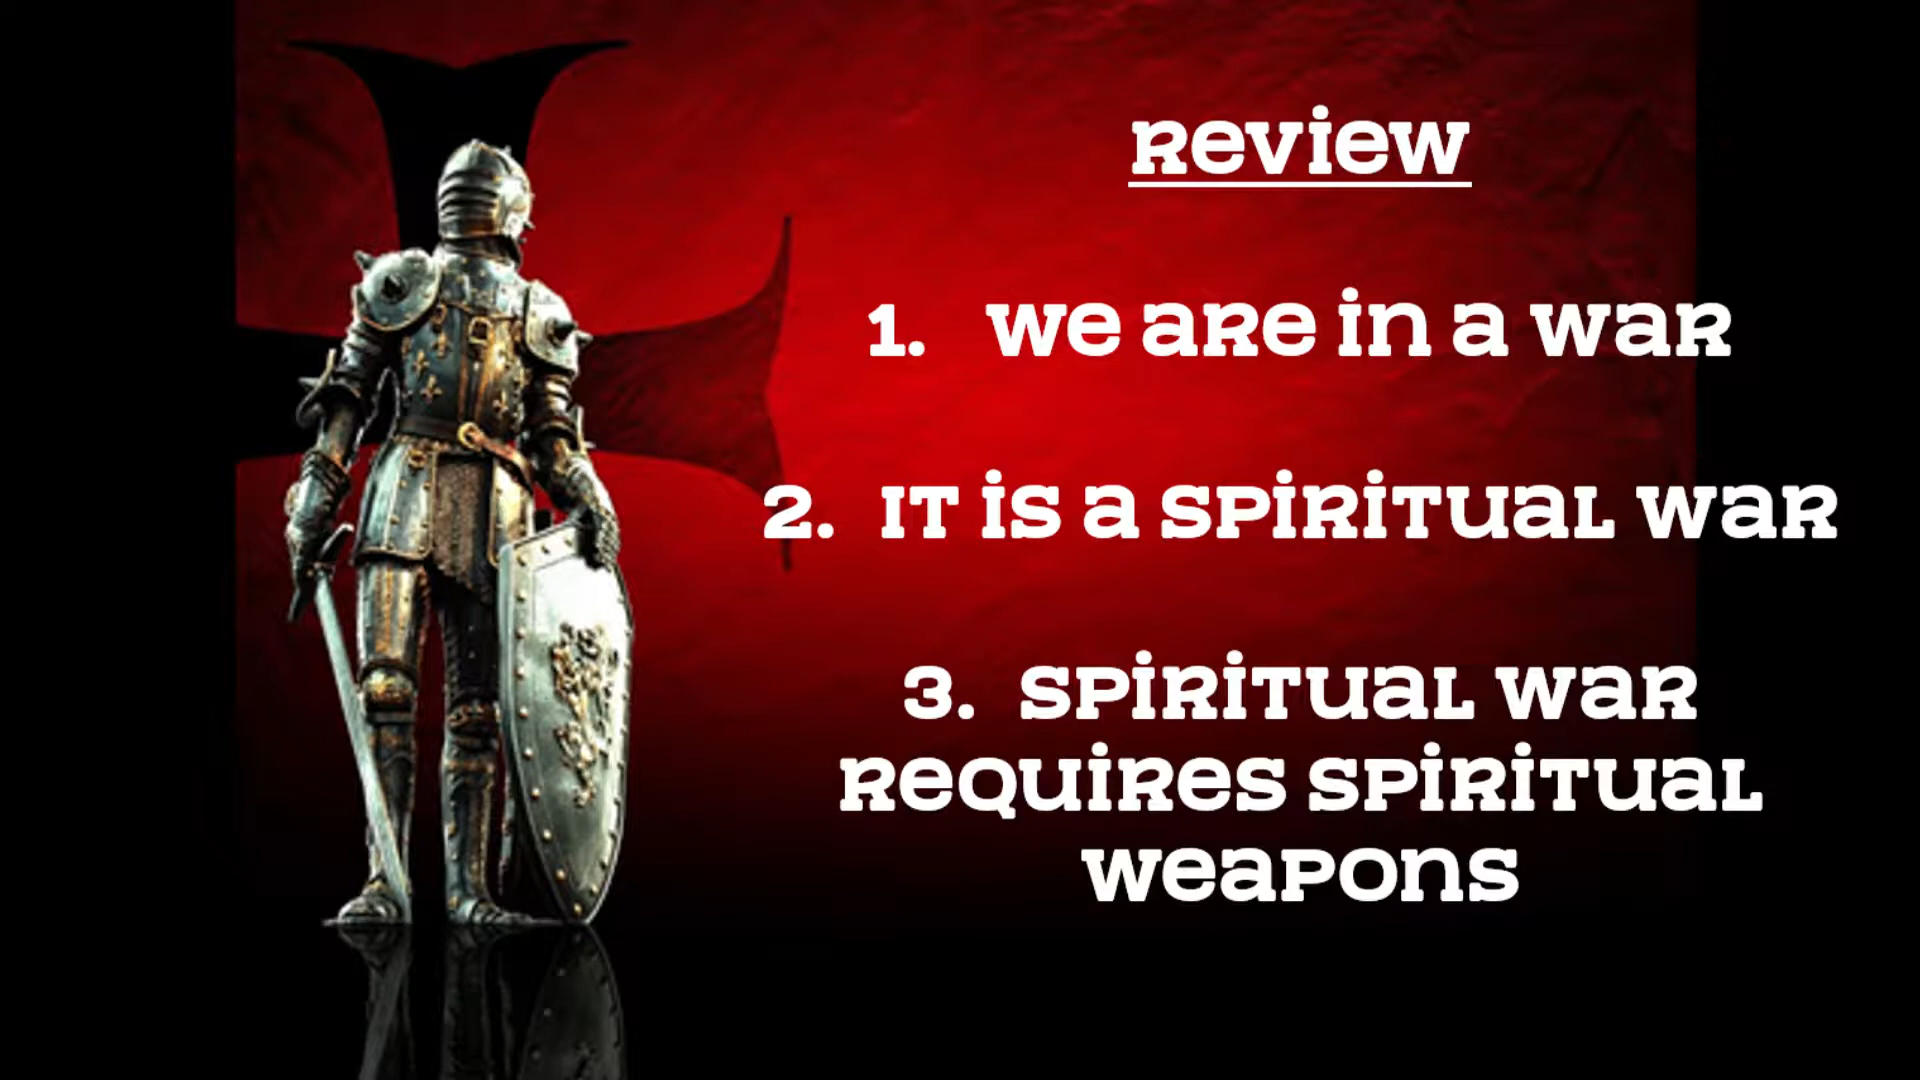 Review
1. We are in a war
2. It is a spiritual war
3. Spiritual war
requires spiritual
weapons